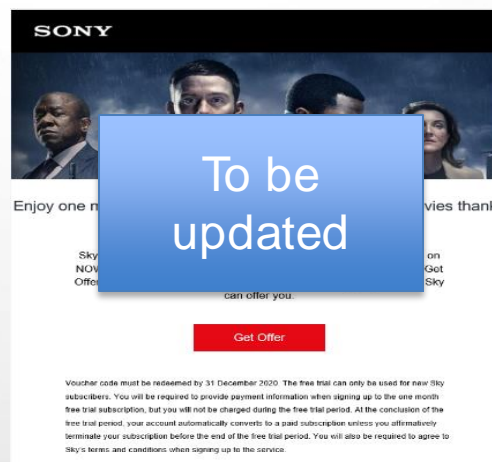 SONY
To be
updated
Enjoy one vies thank
Sky on
NOW Get
Offer Sky
can offer you.
Get Offer
Voucher code must be redeemed by 31 December 2020. The free trial can only be used for new Sky
subscribers. You will be required to provide payment information when signing up to the one month
free trial subscription, but you will not be charged during the free trial period. At the conclusion of the
free trial period, your account automatically converts to a paid subscription unless you affirmatively
terminate your subscription before the end of the free trial period. You will also be required to agree to
Sky's terms and conditions when signing up to the service.